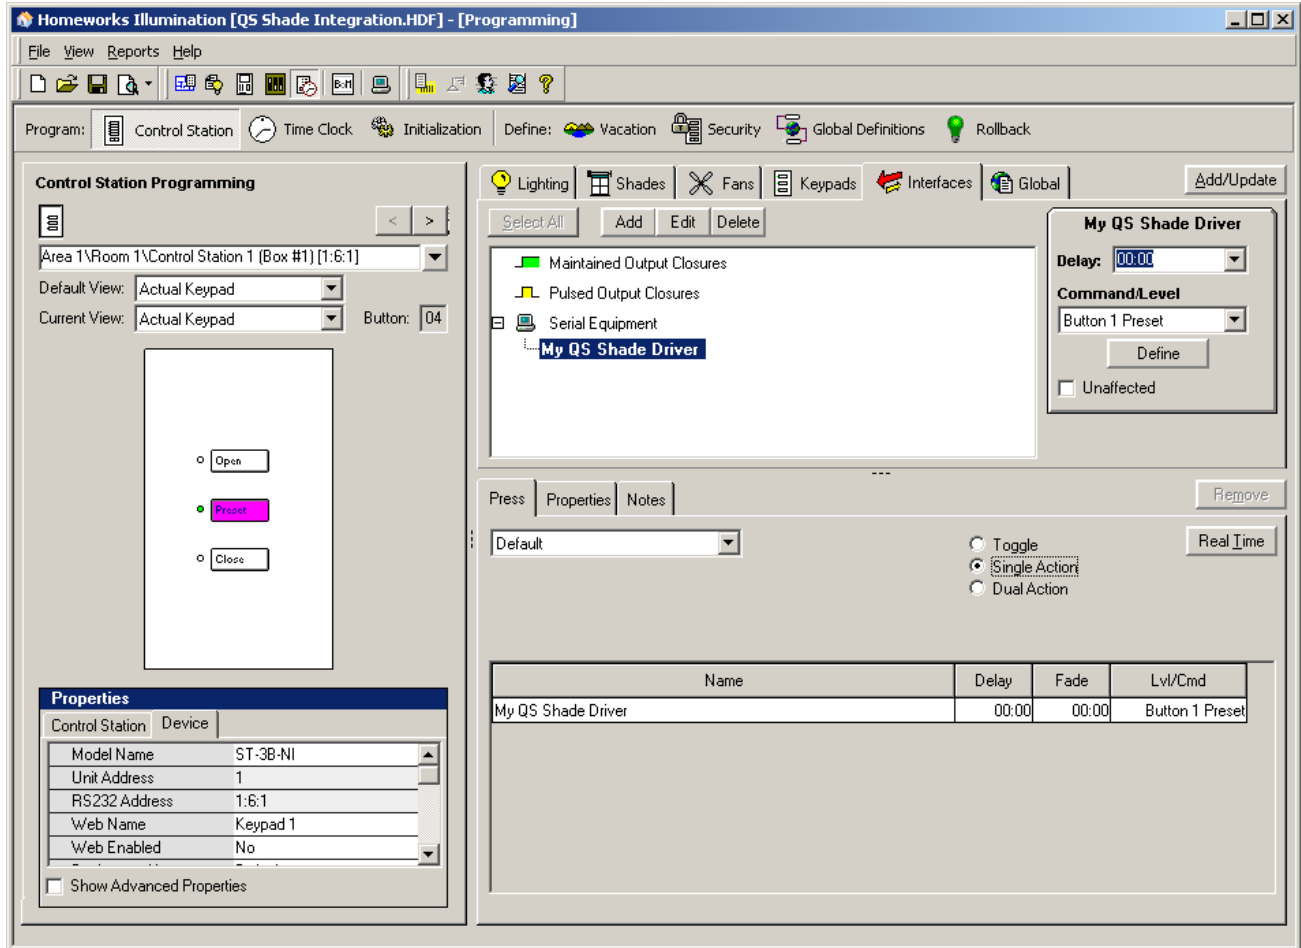 Homeworks Illumination [QS Shade Integration.HDF] - [Programming]
File View Reports Help
BoM
Program: Control Station Time Clock Initialization Define: Vacation Security Global Definitions Rollback
Control Station Programming
< >
Area 1\Room 1\Control Station 1 (Box #1) [1:6:1]
Default View: Actual Keypad
Current View: Actual Keypad Button: 04
Open
Preset
Close
Properties
Control Station Device
Model Name ST-3B-NI
Unit Address 1
RS232 Address 1:6:1
Web Name Keypad 1
Web Enabled No
Show Advanced Properties
Lighting Shades Fans Keypads Interfaces Global Add/Update
Select All Add Edit Delete
Maintained Output Closures
Pulsed Output Closures
Serial Equipment
My QS Shade Driver
My QS Shade Driver
Delay: 00:00
Command/Level
Button 1 Preset
Define
Unaffected
Press Properties Notes Remove
Default
Toggle
Single Action
Dual Action
Real Time
Name Delay Fade Lvl/Cmd
My QS Shade Driver 00:00 00:00 Button 1 Preset